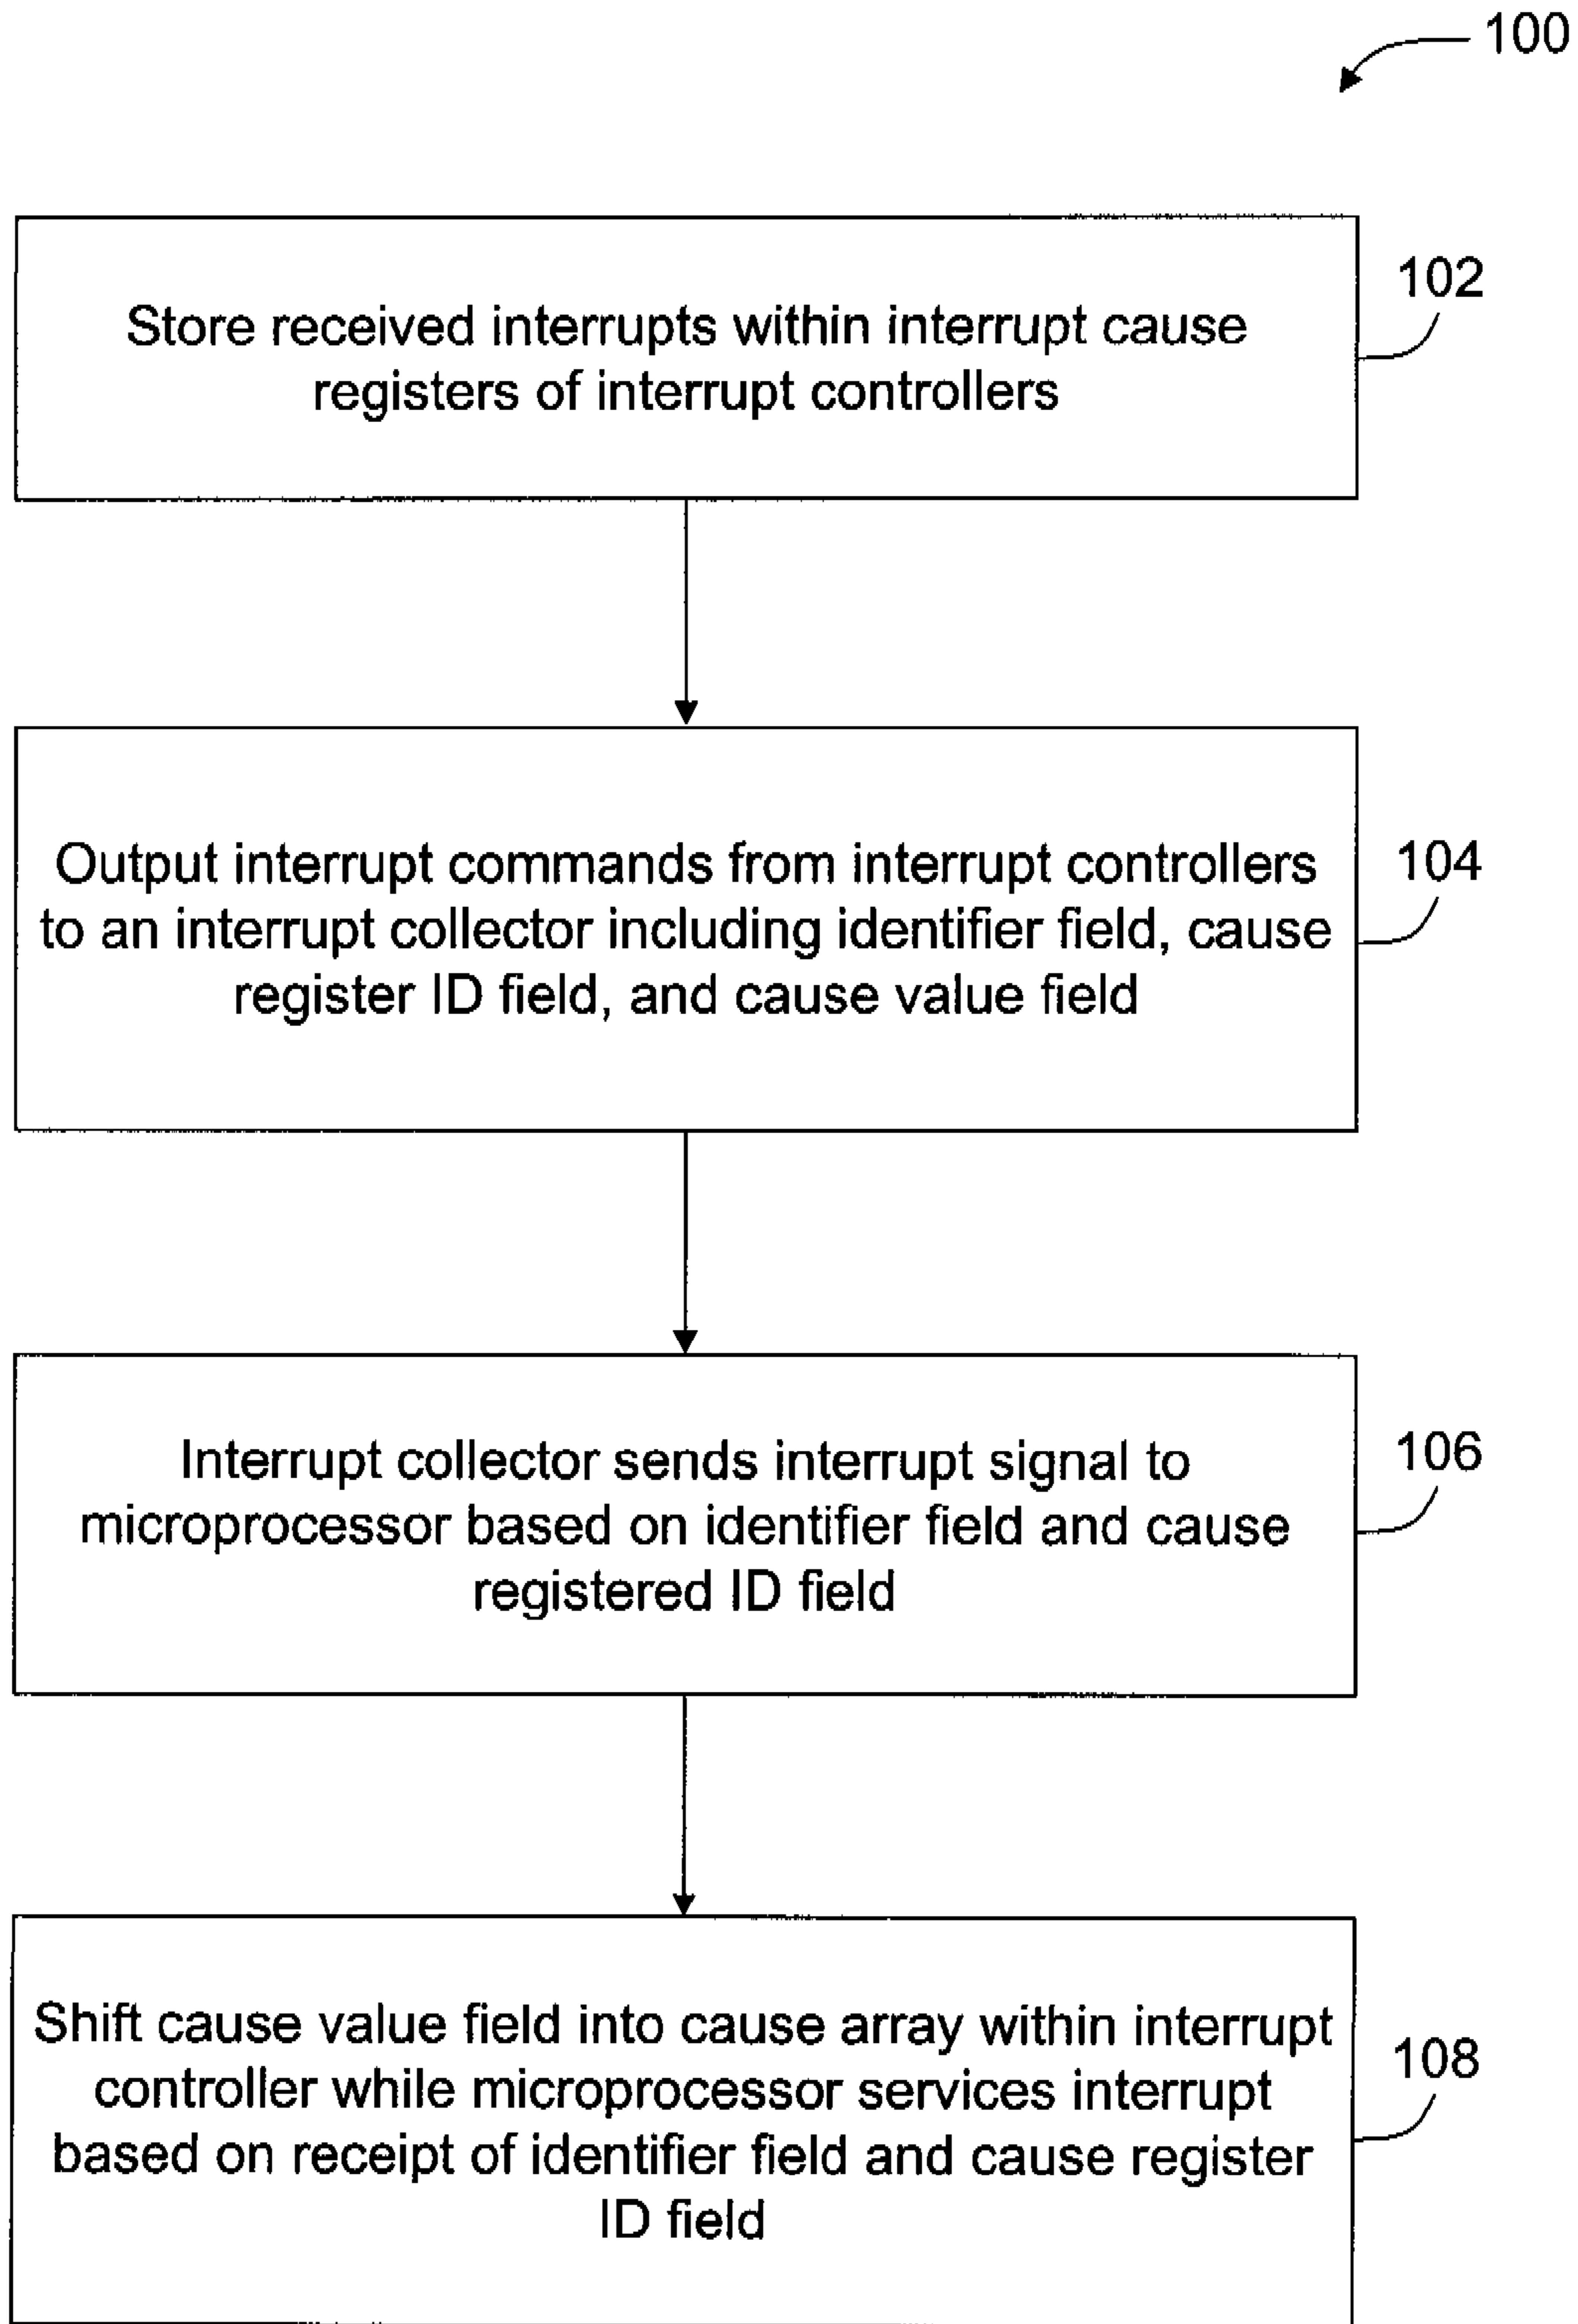 100
Store received interrupts within interrupt cause
registers of interrupt controllers
102
Output interrupt commands from interrupt controllers
to an interrupt collector including identifier field, cause
register ID field, and cause value field
104
Interrupt collector sends interrupt signal to
microprocessor based on identifier field and cause
registered ID field
106
Shift cause value field into cause array within interrupt
controller while microprocessor services interrupt
based on receipt of identifier field and cause register
ID field
108